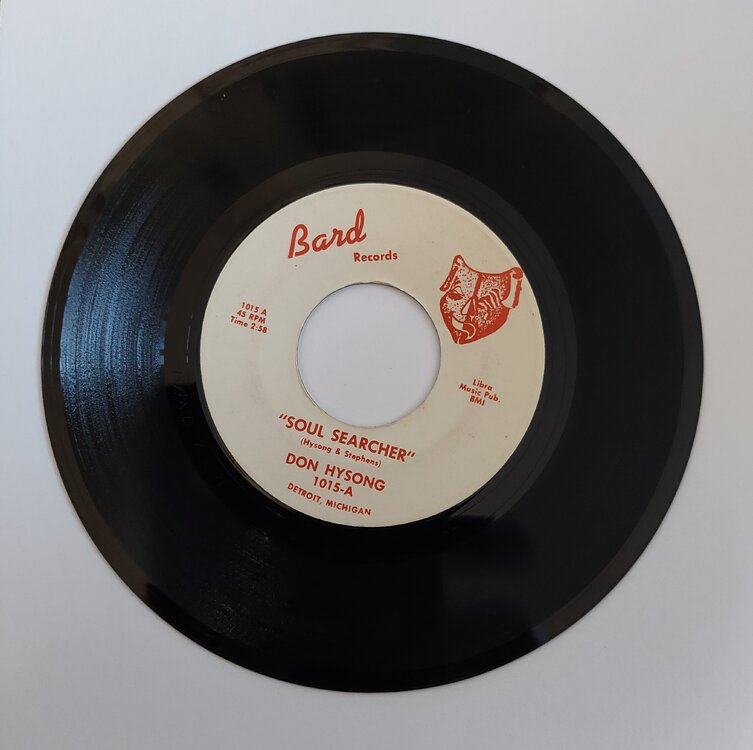 Bard
Records
1015 A
45 RPM
Time 2:58
Libra
Music Pub.
BMI
"SOUL SEARCHER"
(Hysong & Stephens)
DON HYSONG
1015-A
DETROIT, MICHIGAN